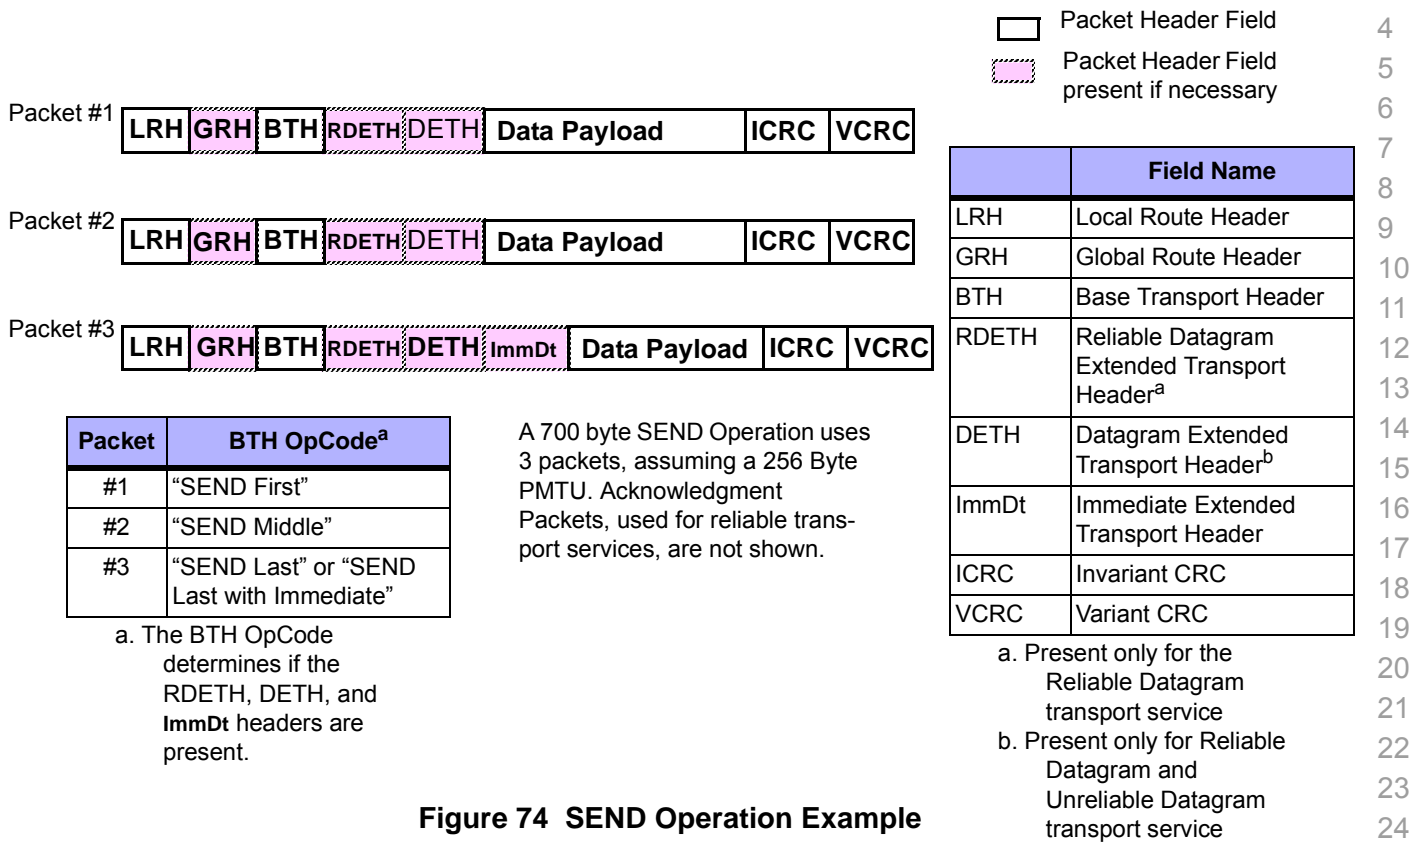 Packet Header Field
Packet Header Field
present if necessary
Packet #1
LRH GRH BTH RDETH DETH Data Payload ICRC VCRC
Packet #2
LRH GRH BTH RDETH DETH Data Payload ICRC VCRC
Packet #3
LRH GRH BTH RDETH DETH ImmDt Data Payload ICRC VCRC
Packet BTH OpCodea
#1 “SEND First”
#2 “SEND Middle”
#3 “SEND Last” or “SEND
Last with Immediate”
a. The BTH OpCode
determines if the
RDETH, DETH, and
ImmDt headers are
present.
A 700 byte SEND Operation uses
3 packets, assuming a 256 Byte
PMTU. Acknowledgment
Packets, used for reliable trans-
port services, are not shown.
Field Name
LRH Local Route Header
GRH Global Route Header
BTH Base Transport Header
RDETH Reliable Datagram
Extended Transport
Headera
DETH Datagram Extended
Transport Headerb
ImmDt Immediate Extended
Transport Header
ICRC Invariant CRC
VCRC Variant CRC
a. Present only for the
Reliable Datagram
transport service
b. Present only for Reliable
Datagram and
Unreliable Datagram
transport service
Figure 74 SEND Operation Example
4
5
6
7
8
9
10
11
12
13
14
15
16
17
18
19
20
21
22
23
24